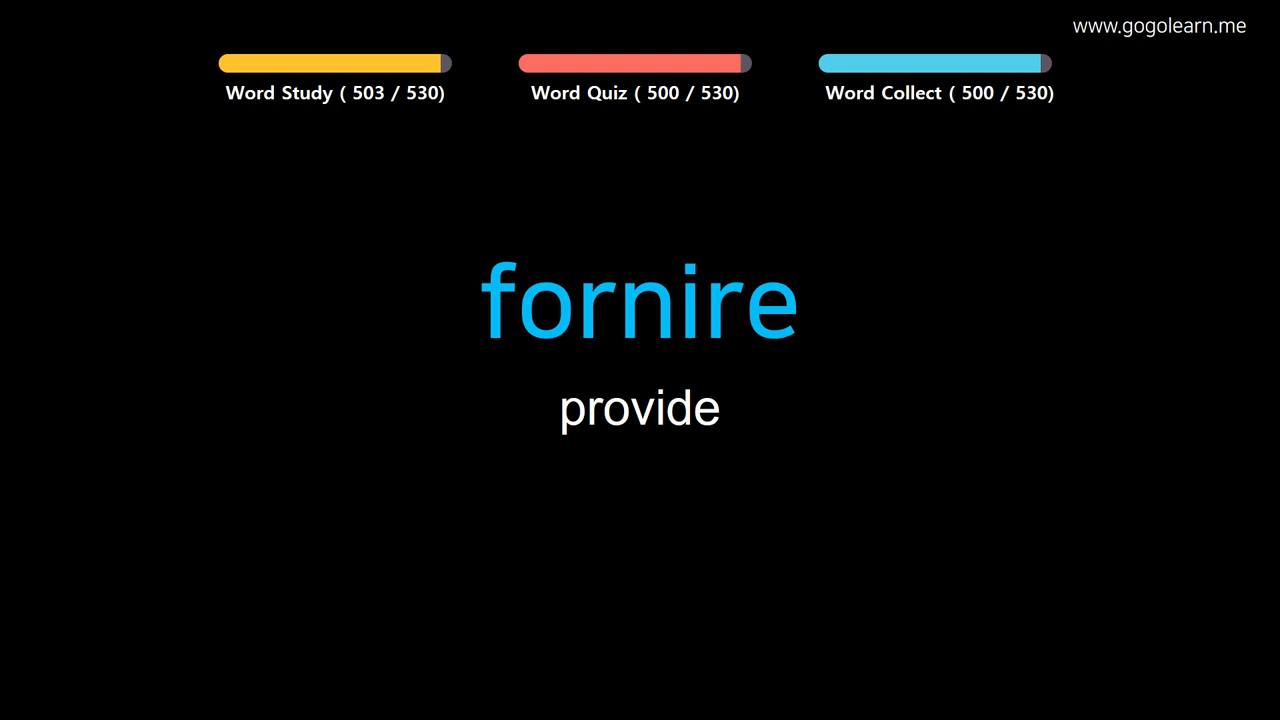 www.gogolearn.me
Word Study ( 503 / 530)
Word Quiz ( 500 / 530)
Word Collect ( 500 / 530)
fornire
provide